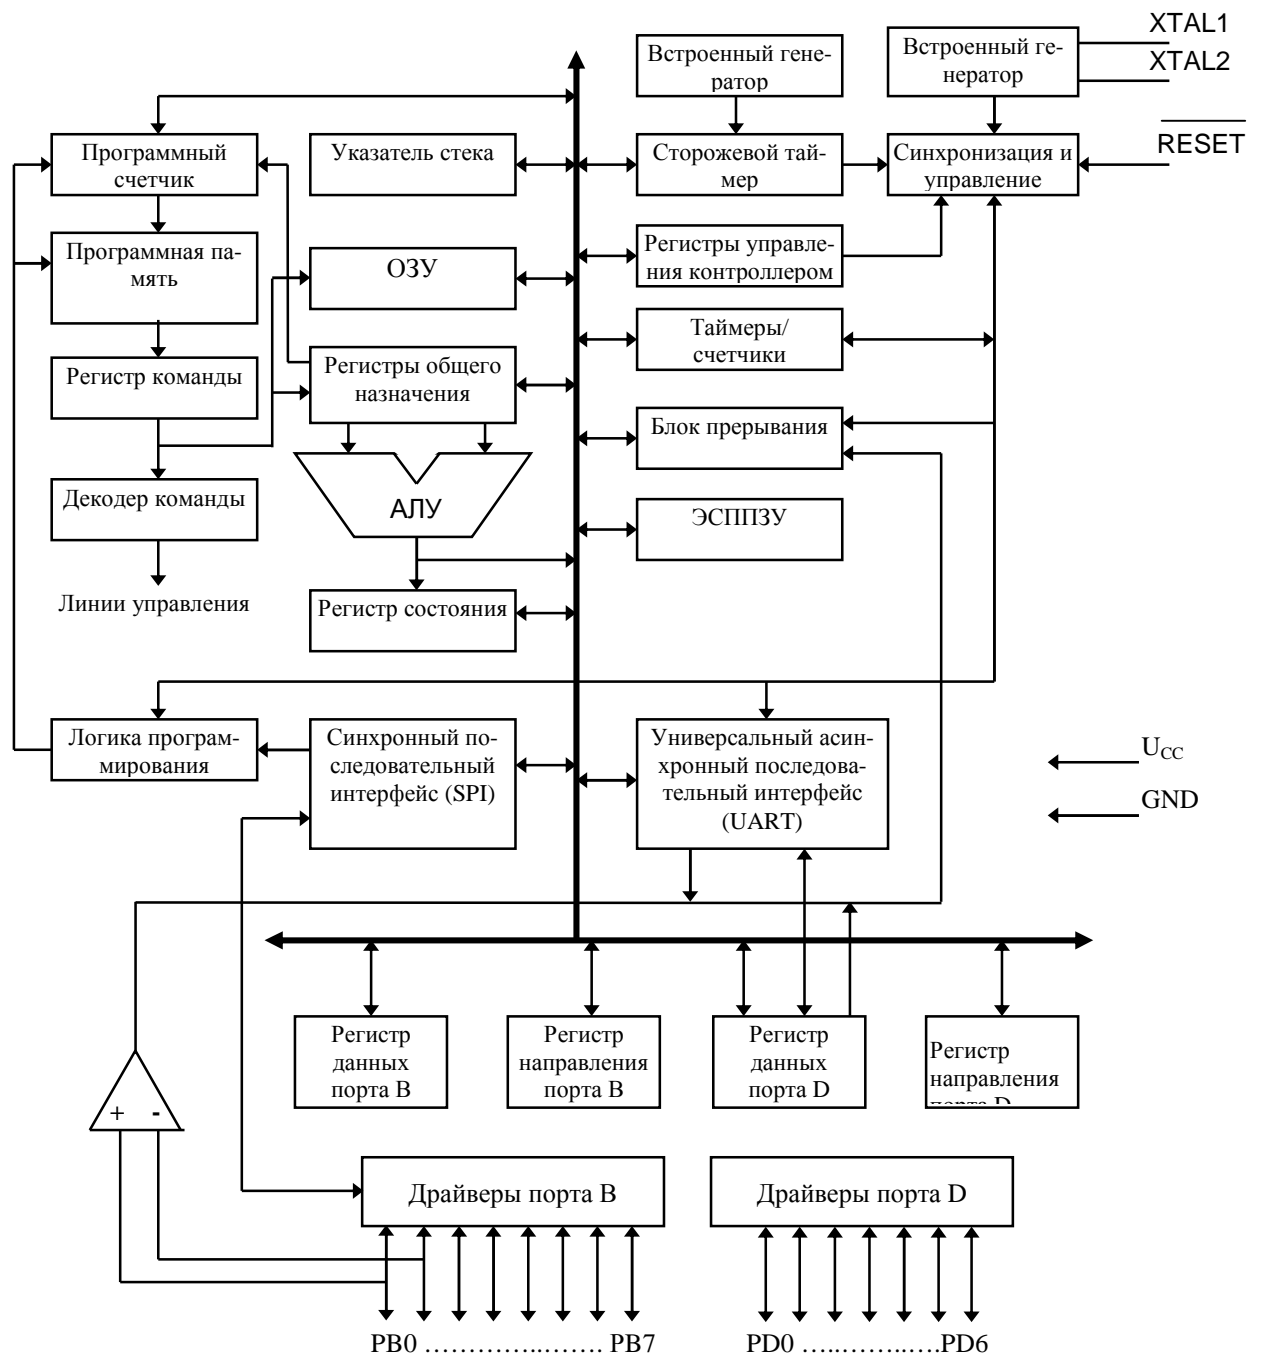 XTAL1
Встроенный гене-
ратор
Встроенный ге-
нератор
XTAL2
RESET
Программный
счетчик
Указатель стека
Сторожевой тай-
мер
Синхронизация и
управление
Программная па-
мять
ОЗУ
Регистры управле-
ния контроллером
Таймеры/
счетчики
Регистр команды
Регистры общего
назначения
Блок прерывания
Декодер команды
АЛУ
ЭСППЗУ
Линии управления
Регистр состояния
Логика програм-
мирования
Синхронный по-
следовательный
интерфейс (SPI)
Универсальный асин-
хронный последова-
тельный интерфейс
(UART)
UCC
GND
Регистр
данных
порта В
Регистр
направления
порта В
Регистр
данных
порта D
Регистр
направления
порта D
+ -
Драйверы порта В
Драйверы порта D
PB0 …………..……. PB7
PD0 …..……..….PD6